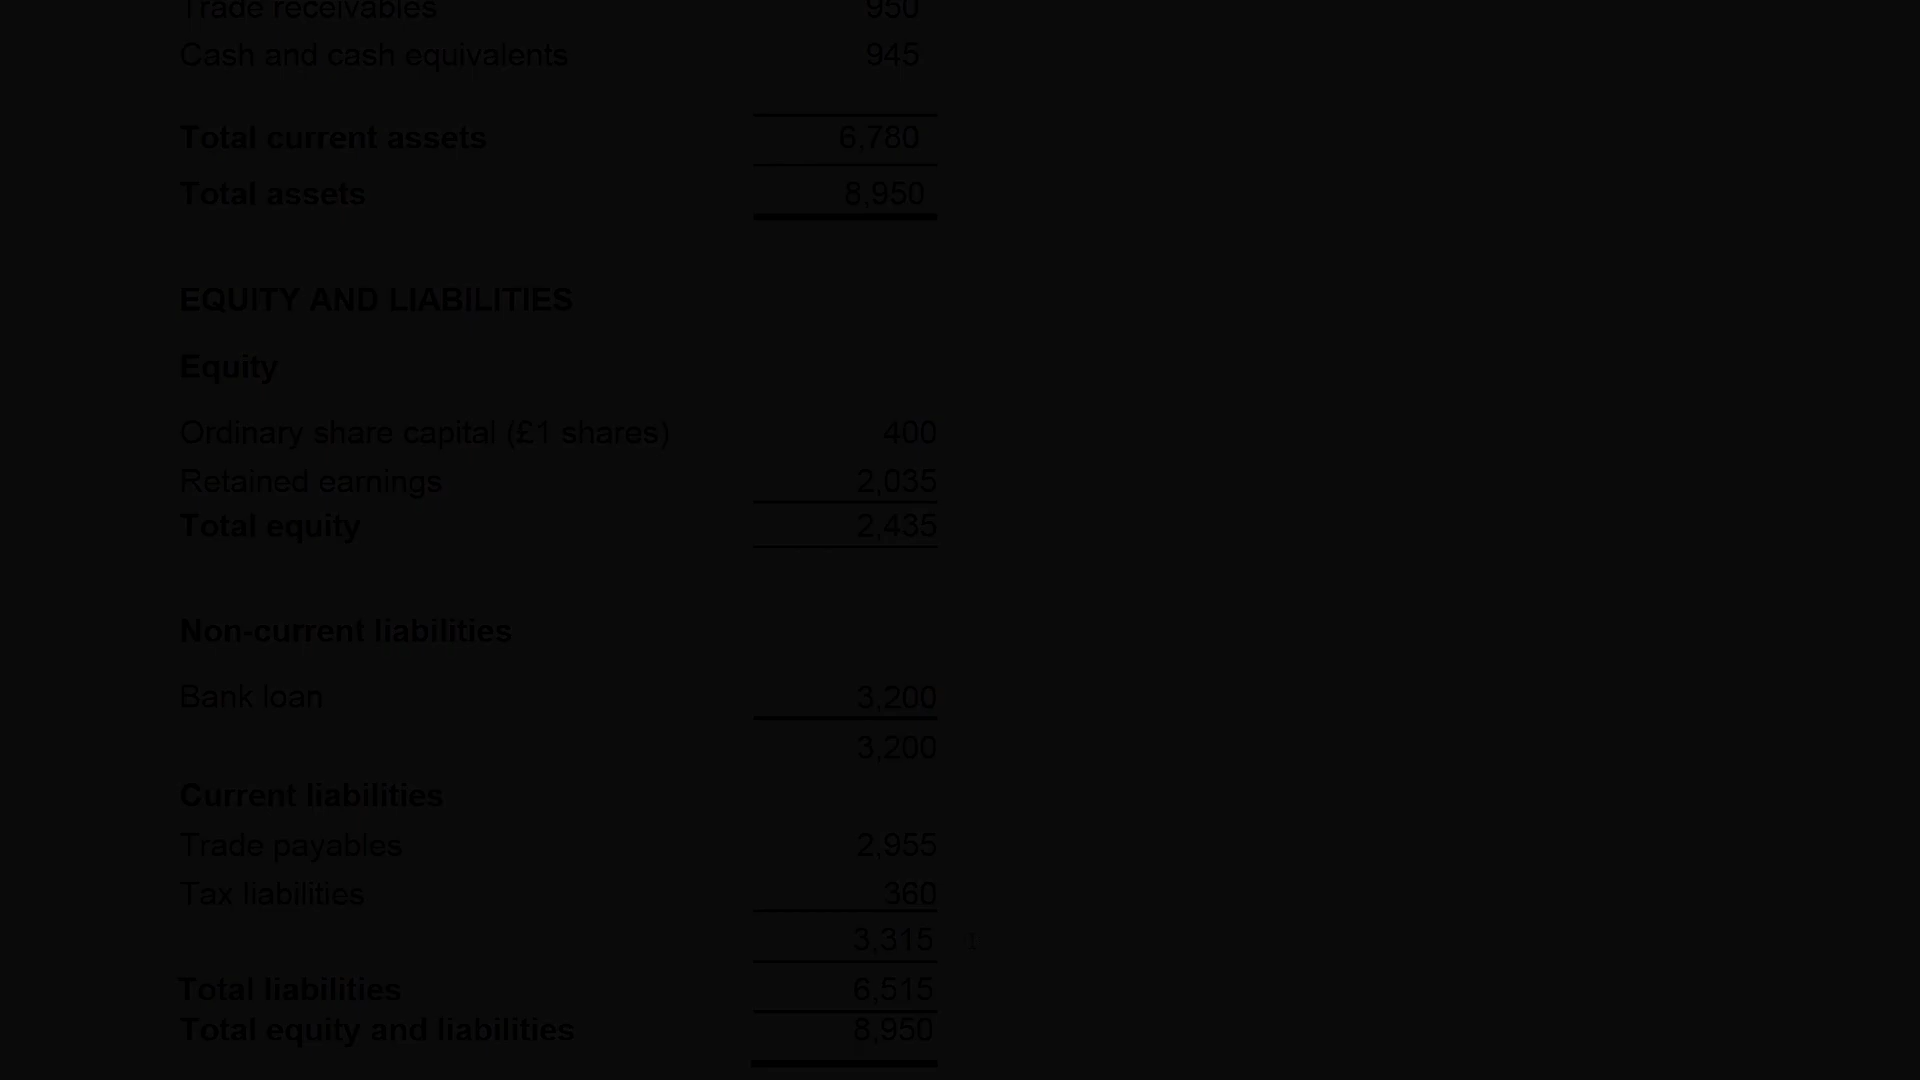 Trade receivables 950
Cash and cash equivalents 945
Total current assets 6,780
Total assets 8,950
EQUITY AND LIABILITIES
Equity
Ordinary share capital (£1 shares) 400
Retained earnings 2,035
Total equity 2,435
Non-current liabilities
Bank loan 3,200
3,200
Current liabilities
Trade payables 2,955
Tax liabilities 360
3,315
Total liabilities 6,515
Total equity and liabilities 8,950